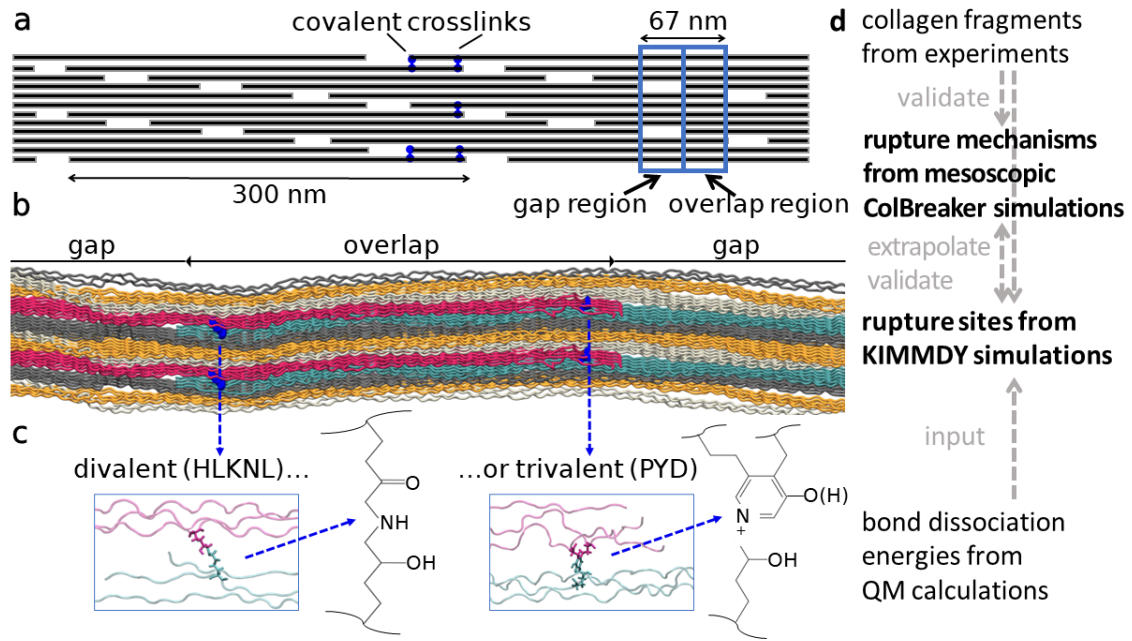 a
covalent crosslinks
67 nm
300 nm
gap region
overlap region
b
gap
overlap
gap
c
divalent (HLKNL)...
O
NH
OH
...or trivalent (PYD)
O(H)
N
+
OH
d
collagen fragments
from experiments
validate
rupture mechanisms
from mesoscopic
ColBreaker simulations
extrapolate
validate
rupture sites from
KIMMDY simulations
input
bond dissociation
energies from
QM calculations